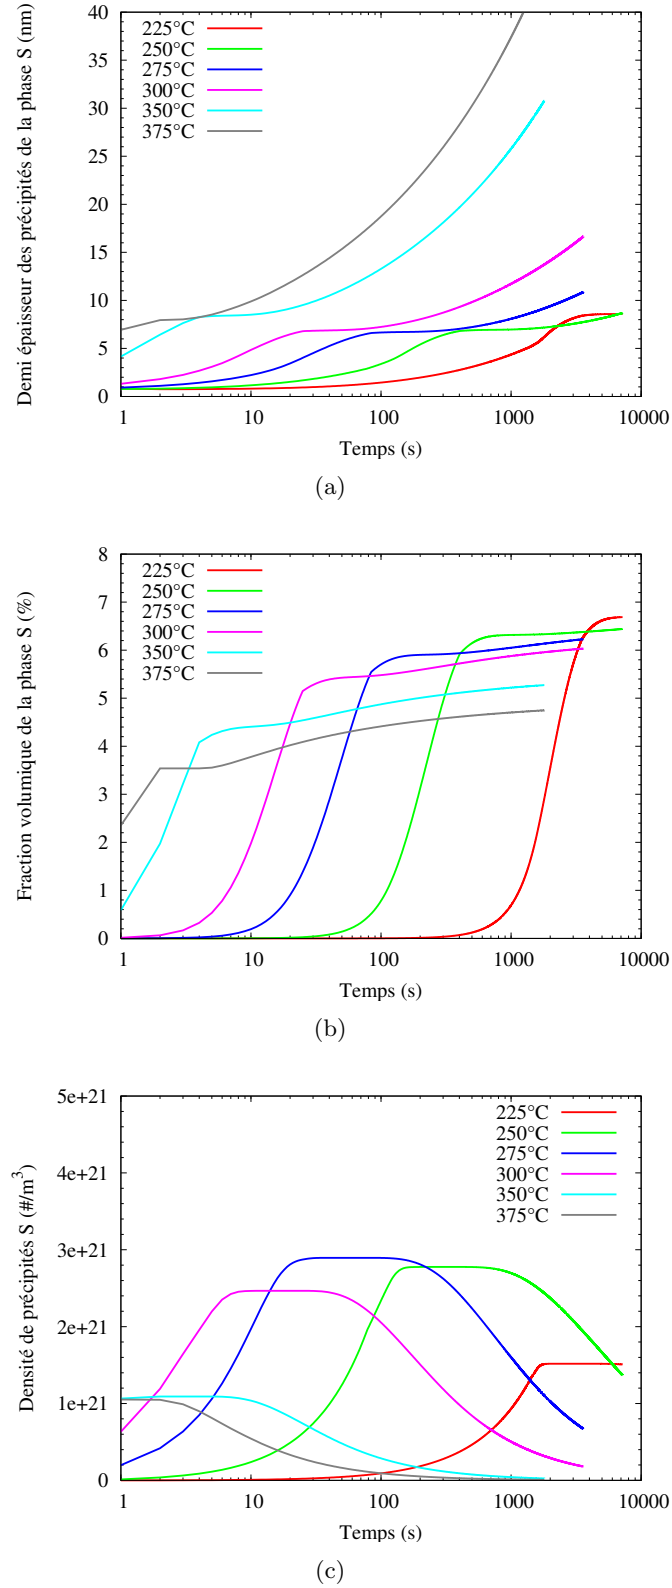 Demi épaisseur des précipités de la phase S (nm)
40
35
30
25
20
15
10
5
0
225°C
250°C
275°C
300°C
350°C
375°C
1 10 100 1000 10000
Temps (s)
(a)
Fraction volumique de la phase S (%)
8
7
6
5
4
3
2
1
0
225°C
250°C
275°C
300°C
350°C
375°C
1 10 100 1000 10000
Temps (s)
(b)
Densité de précipités S (#/m³)
5e+21
4e+21
3e+21
2e+21
1e+21
0
225°C
250°C
275°C
300°C
350°C
375°C
1 10 100 1000 10000
Temps (s)
(c)